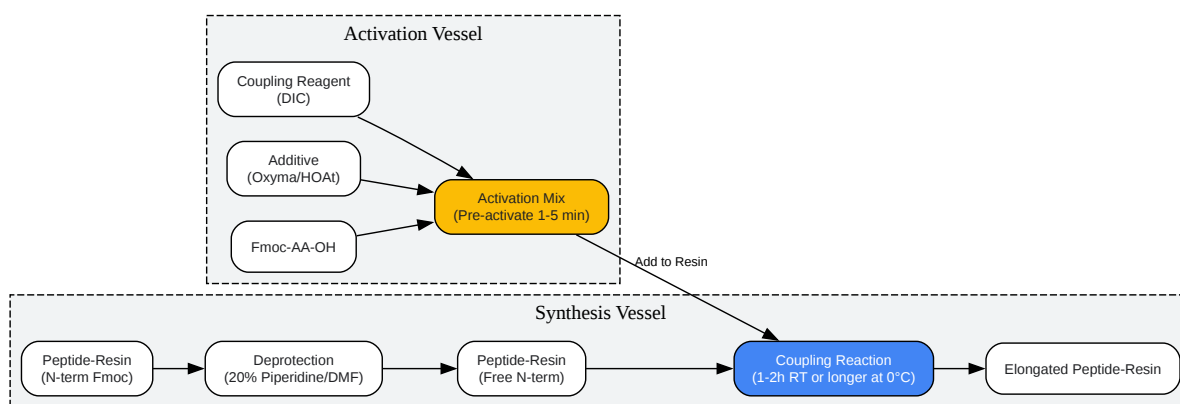 Activation Vessel
Coupling Reagent
(DIC)
Additive
(Oxyma/HOAt)
Fmoc-AA-OH
Activation Mix
(Pre-activate 1-5 min)
Add to Resin
Synthesis Vessel
Peptide-Resin
(N-term Fmoc)
Deprotection
(20% Piperidine/DMF)
Peptide-Resin
(Free N-term)
Coupling Reaction
(1-2h RT or longer at 0°C)
Elongated Peptide-Resin